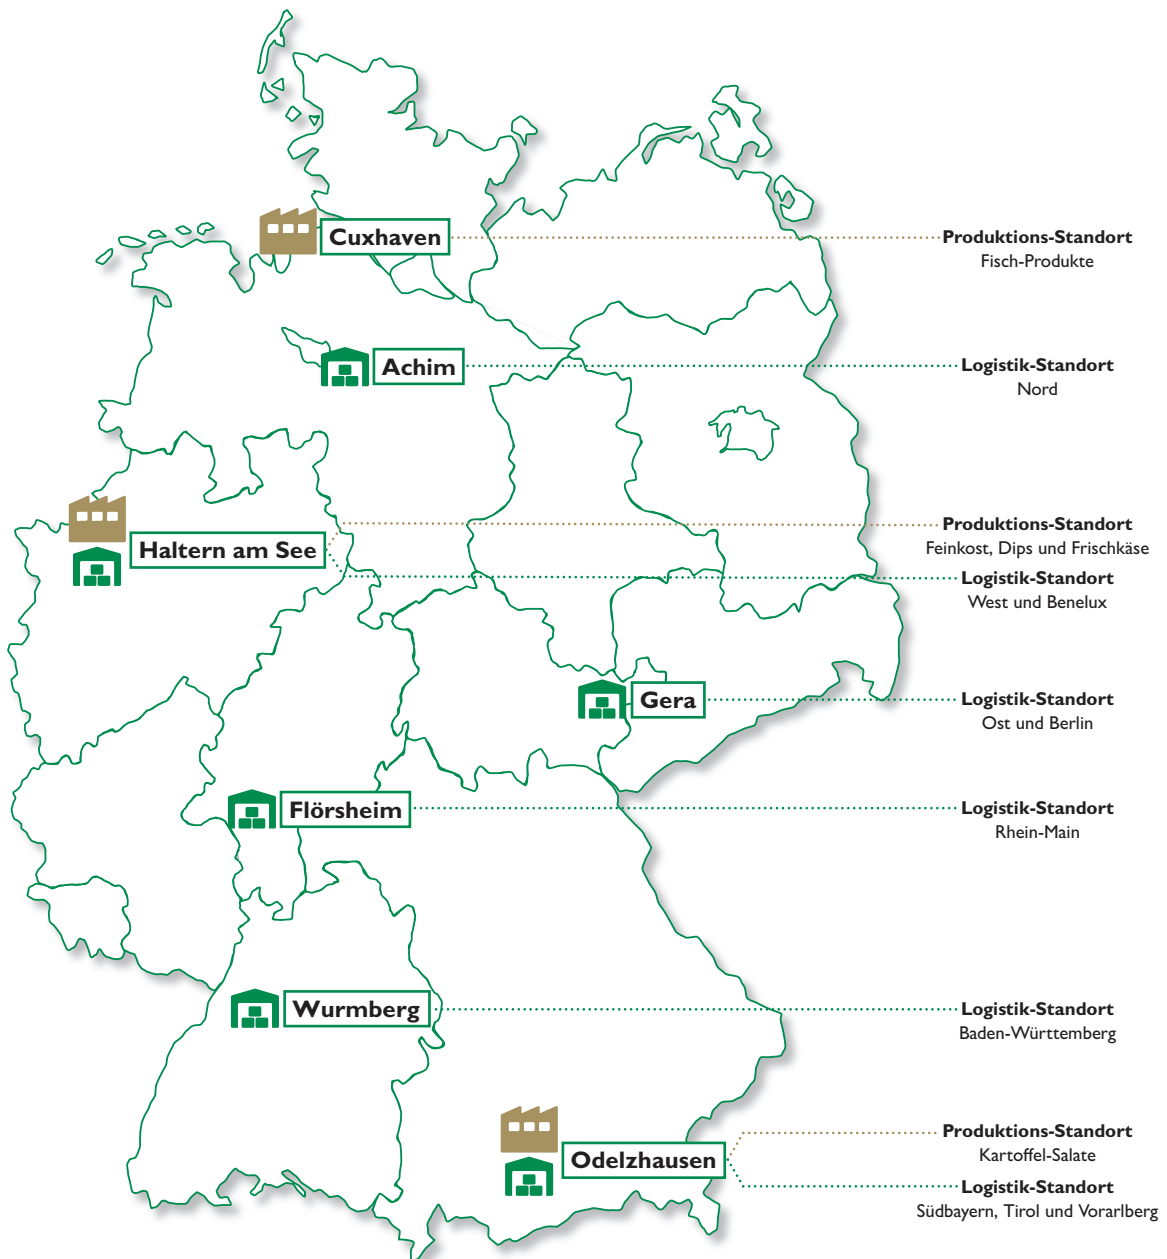 Cuxhaven
Produktions-Standort
Fisch-Produkte
Achim
Logistik-Standort
Nord
Haltern am See
Produktions-Standort
Feinkost, Dips und Frischkäse
Logistik-Standort
West und Benelux
Gera
Logistik-Standort
Ost und Berlin
Flörsheim
Logistik-Standort
Rhein-Main
Wurmberg
Logistik-Standort
Baden-Württemberg
Odelzhausen
Produktions-Standort
Kartoffel-Salate
Logistik-Standort
Südbayern, Tirol und Vorarlberg